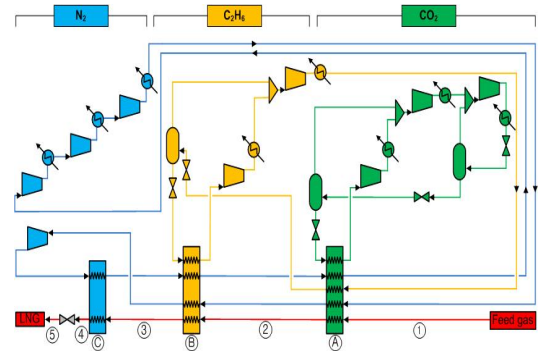 N₂ C₂H₆ CO₂
LNG Feed gas
⑤ ④ ③ ② ①
Ⓒ Ⓑ Ⓐ